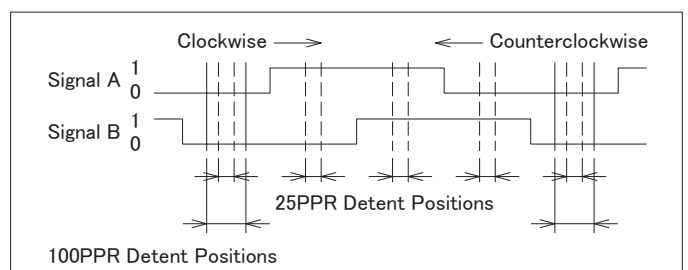 Clockwise
Counterclockwise
Signal A 1
0
Signal B 1
0
25PPR Detent Positions
100PPR Detent Positions